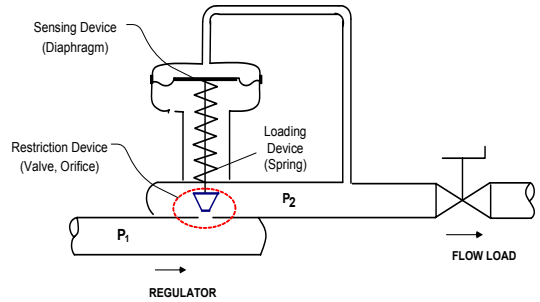 Sensing Device
(Diaphragm)
Loading
Device
(Spring)
Restriction Device
(Valve, Orifice)
P2
P1
FLOW LOAD
REGULATOR